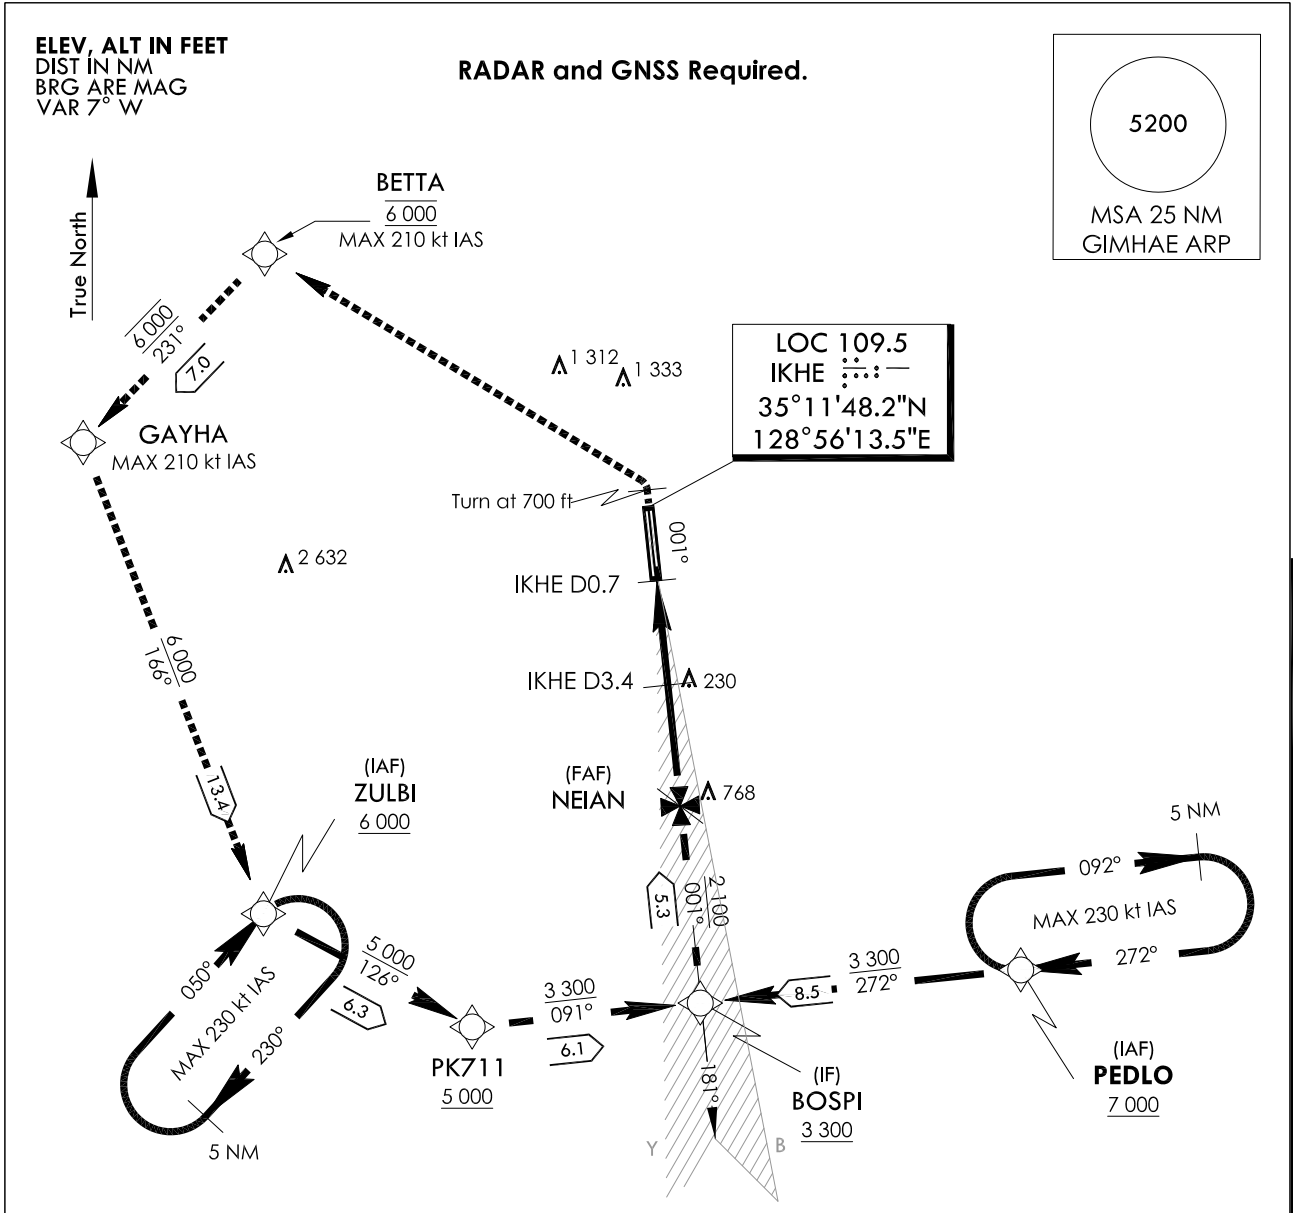 ELEV, ALT IN FEET
DIST IN NM
BRG ARE MAG
VAR 7° W
RADAR and GNSS Required.
5200
MSA 25 NM
GIMHAE ARP
True North
BETTA
6 000
MAX 210 kt IAS
6 000
231°
7.0
GAYHA
MAX 210 kt IAS
1 312
1 333
LOC 109.5
IKHE
35°11'48.2"N
128°56'13.5"E
Turn at 700 ft
001°
2 632
IKHE D0.7
6 000
166°
IKHE D3.4
230
13.4
(IAF)
ZULBI
6 000
(FAF)
NEIAN
768
5 NM
092°
MAX 230 kt IAS
272°
2 100
001°
5.3
050°
MAX 230 kt IAS
230°
5 NM
5 000
126°
6.3
3 300
091°
6.1
3 300
272°
8.5
PK711
5 000
181°
(IF)
BOSPI
3 300
(IAF)
PEDLO
7 000
Y
B